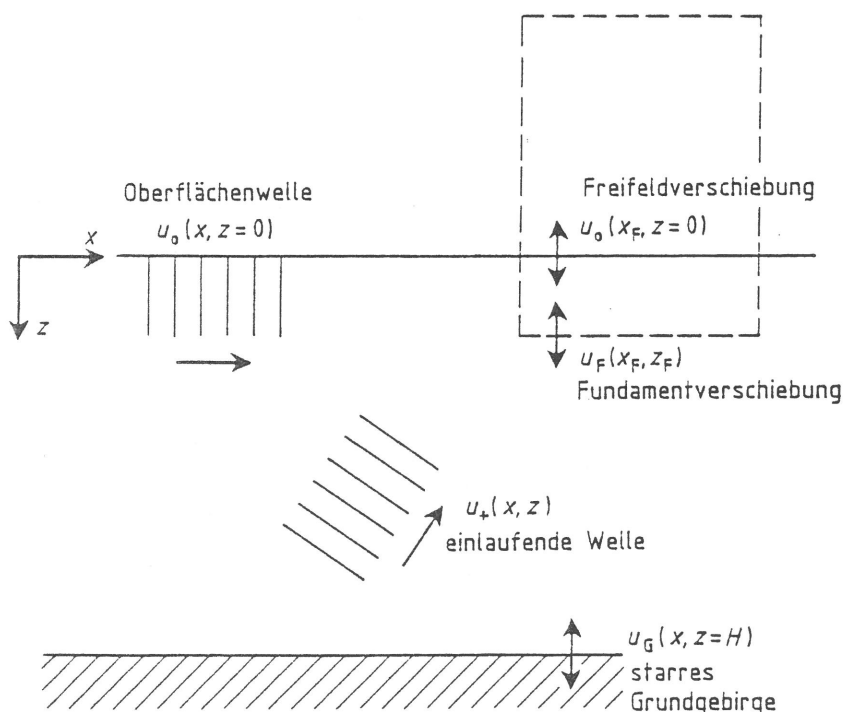 Oberflächenwelle
u₀(x, z=0)
x
z
Freifeldverschiebung
u₀(x_F, z=0)
u_F(x_F, z_F)
Fundamentverschiebung
u₊(x, z)
einlaufende Welle
u_G(x, z=H)
starres
Grundgebirge